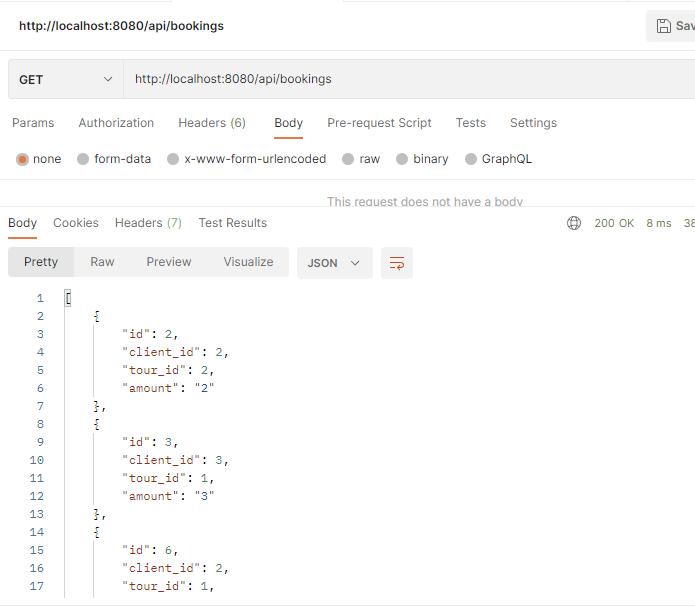 http://localhost:8080/api/bookings
Sav
GET http://localhost:8080/api/bookings
Params Authorization Headers (6) Body Pre-request Script Tests Settings
none form-data x-www-form-urlencoded raw binary GraphQL
This request does not have a body
Body Cookies Headers (7) Test Results 200 OK 8 ms 38
Pretty Raw Preview Visualize JSON
1 [
2 {
3 "id": 2,
4 "client_id": 2,
5 "tour_id": 2,
6 "amount": "2"
7 },
8 {
9 "id": 3,
10 "client_id": 3,
11 "tour_id": 1,
12 "amount": "3"
13 },
14 {
15 "id": 6,
16 "client_id": 2,
17 "tour_id": 1,